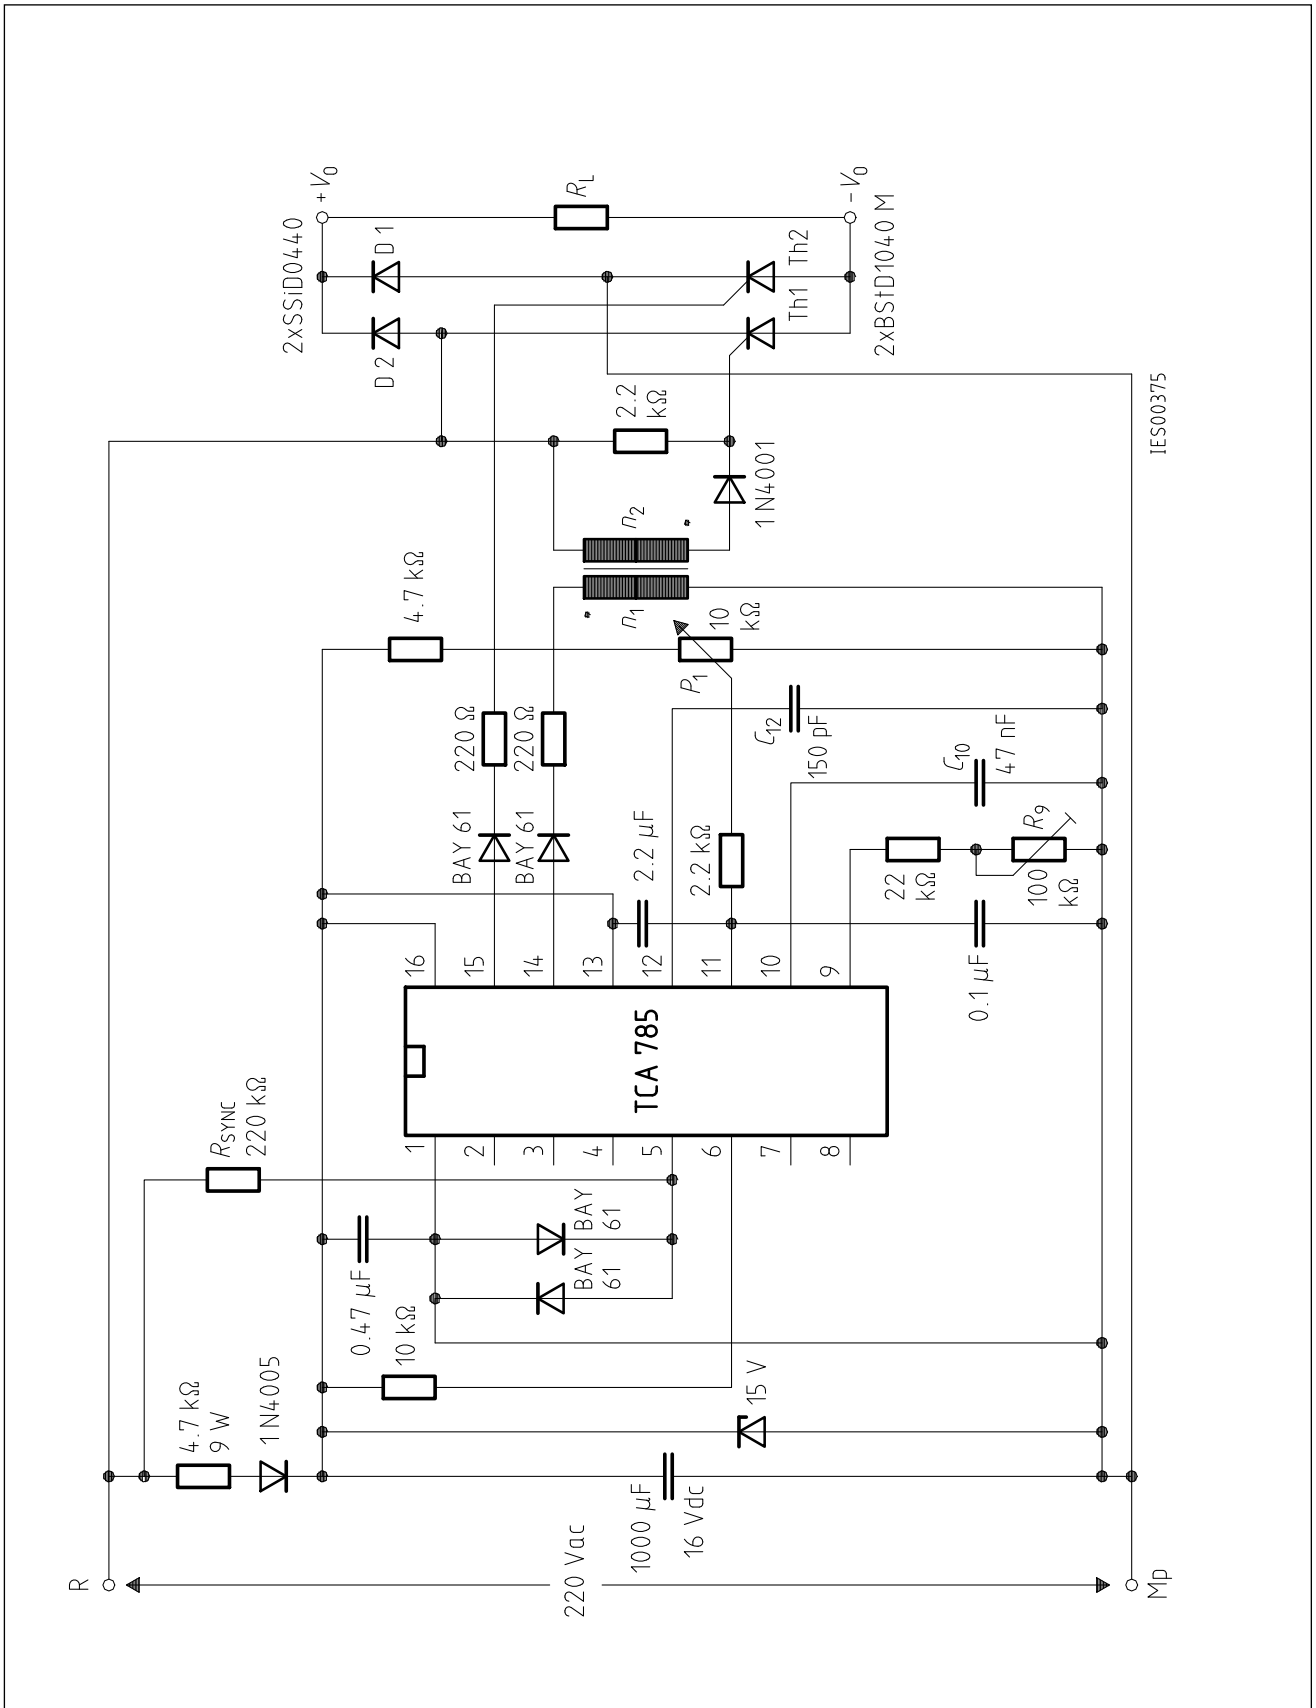 R
220 Vac
Mp
4.7 kΩ
9 W
1N4005
1000 µF
16 Vdc
15 V
10 kΩ
0.47 µF
BAY
61
BAY
61
RSYNC
220 kΩ
1
2
3
4
5
6
7
8
TCA 785
16
15
14
13
12
11
10
9
BAY 61
BAY 61
2.2 µF
2.2 kΩ
22
kΩ
R9
100
kΩ
0.1 µF
C10
47 nF
C12
150 pF
220 Ω
220 Ω
P1
10
kΩ
4.7 kΩ
n1
n2
1N4001
2.2
kΩ
D2
D1
2xSSiD0440
Th1
Th2
2xBStD1040 M
+V0
RL
-V0
IES00375